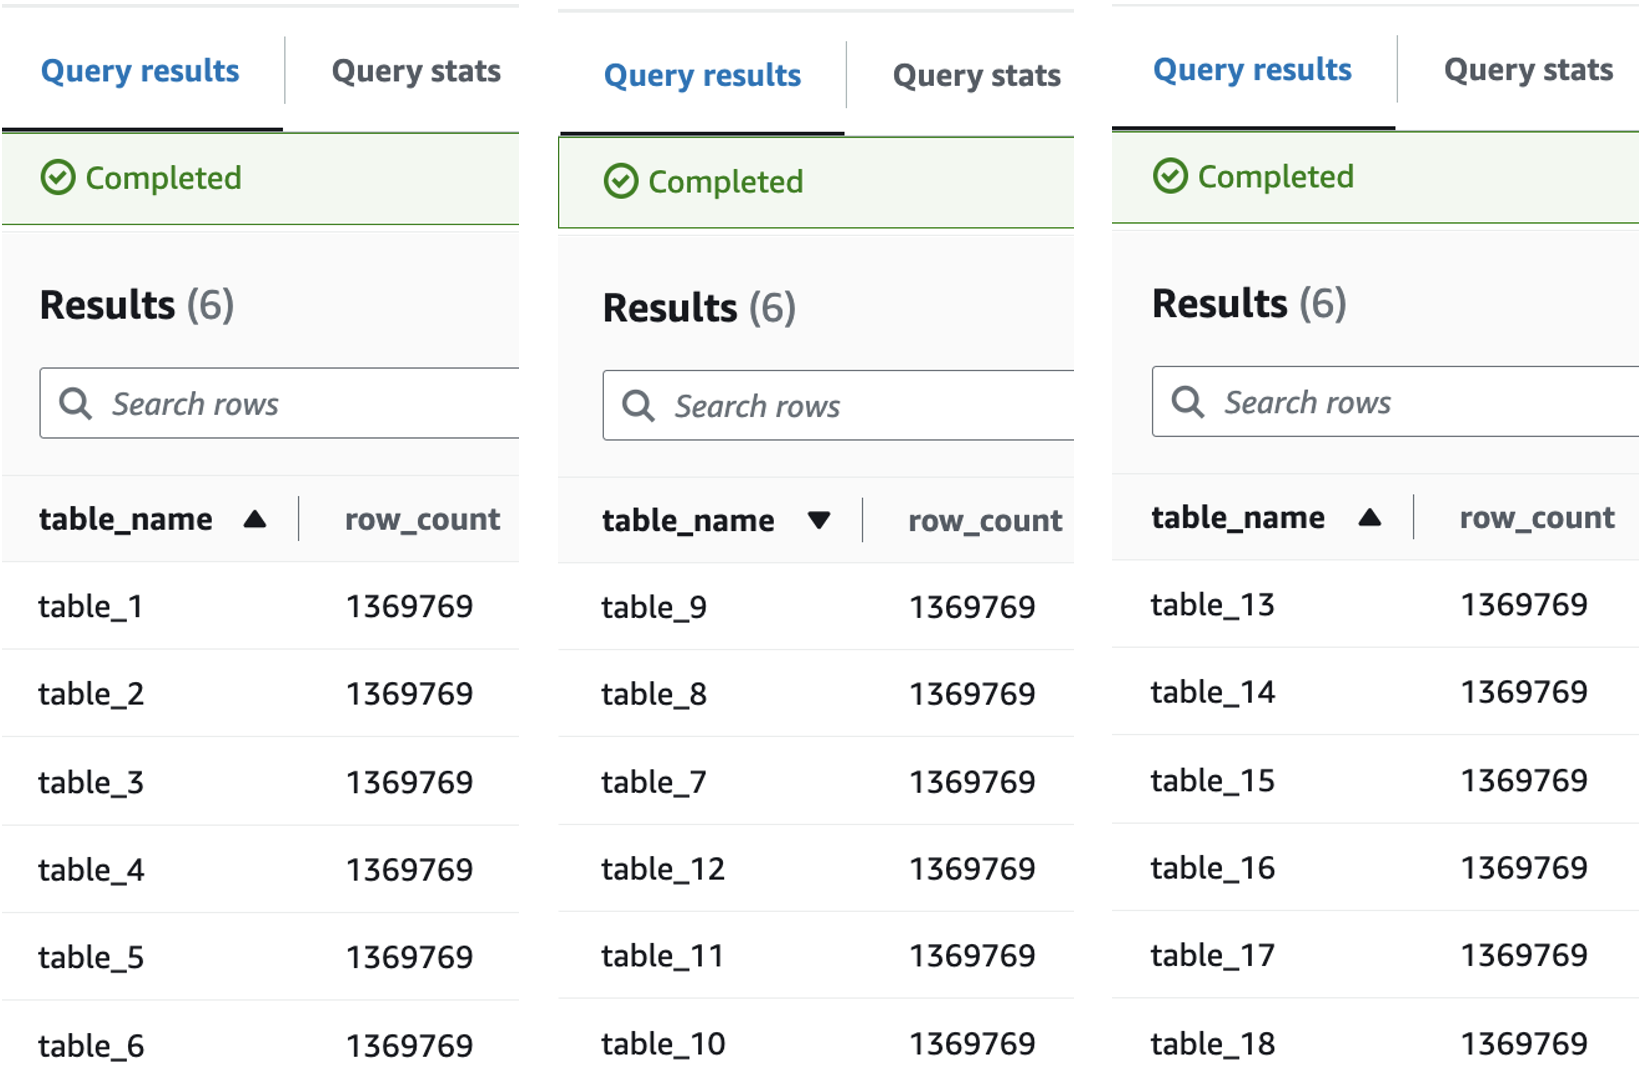 Query results Query stats
Completed
Results (6)
Search rows
table_name ▲ row_count
table_1 1369769
table_2 1369769
table_3 1369769
table_4 1369769
table_5 1369769
table_6 1369769
Query results Query stats
Completed
Results (6)
Search rows
table_name ▼ row_count
table_9 1369769
table_8 1369769
table_7 1369769
table_12 1369769
table_11 1369769
table_10 1369769
Query results Query stats
Completed
Results (6)
Search rows
table_name ▲ row_count
table_13 1369769
table_14 1369769
table_15 1369769
table_16 1369769
table_17 1369769
table_18 1369769